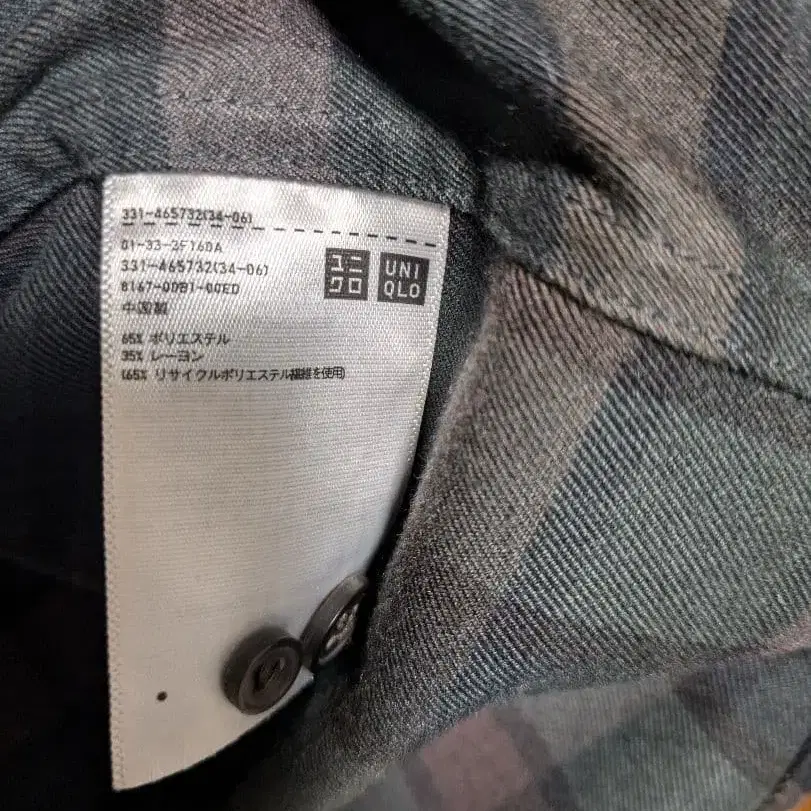 331-465732(34-06)
01-33-2F16DA
331-465732(34-06)
8167-00B1-00ED
中国製
65% ポリエステル
35% レーヨン
(65% リサイクルポリエステル繊維を使用)
ユニ
クロ
UNI
QLO